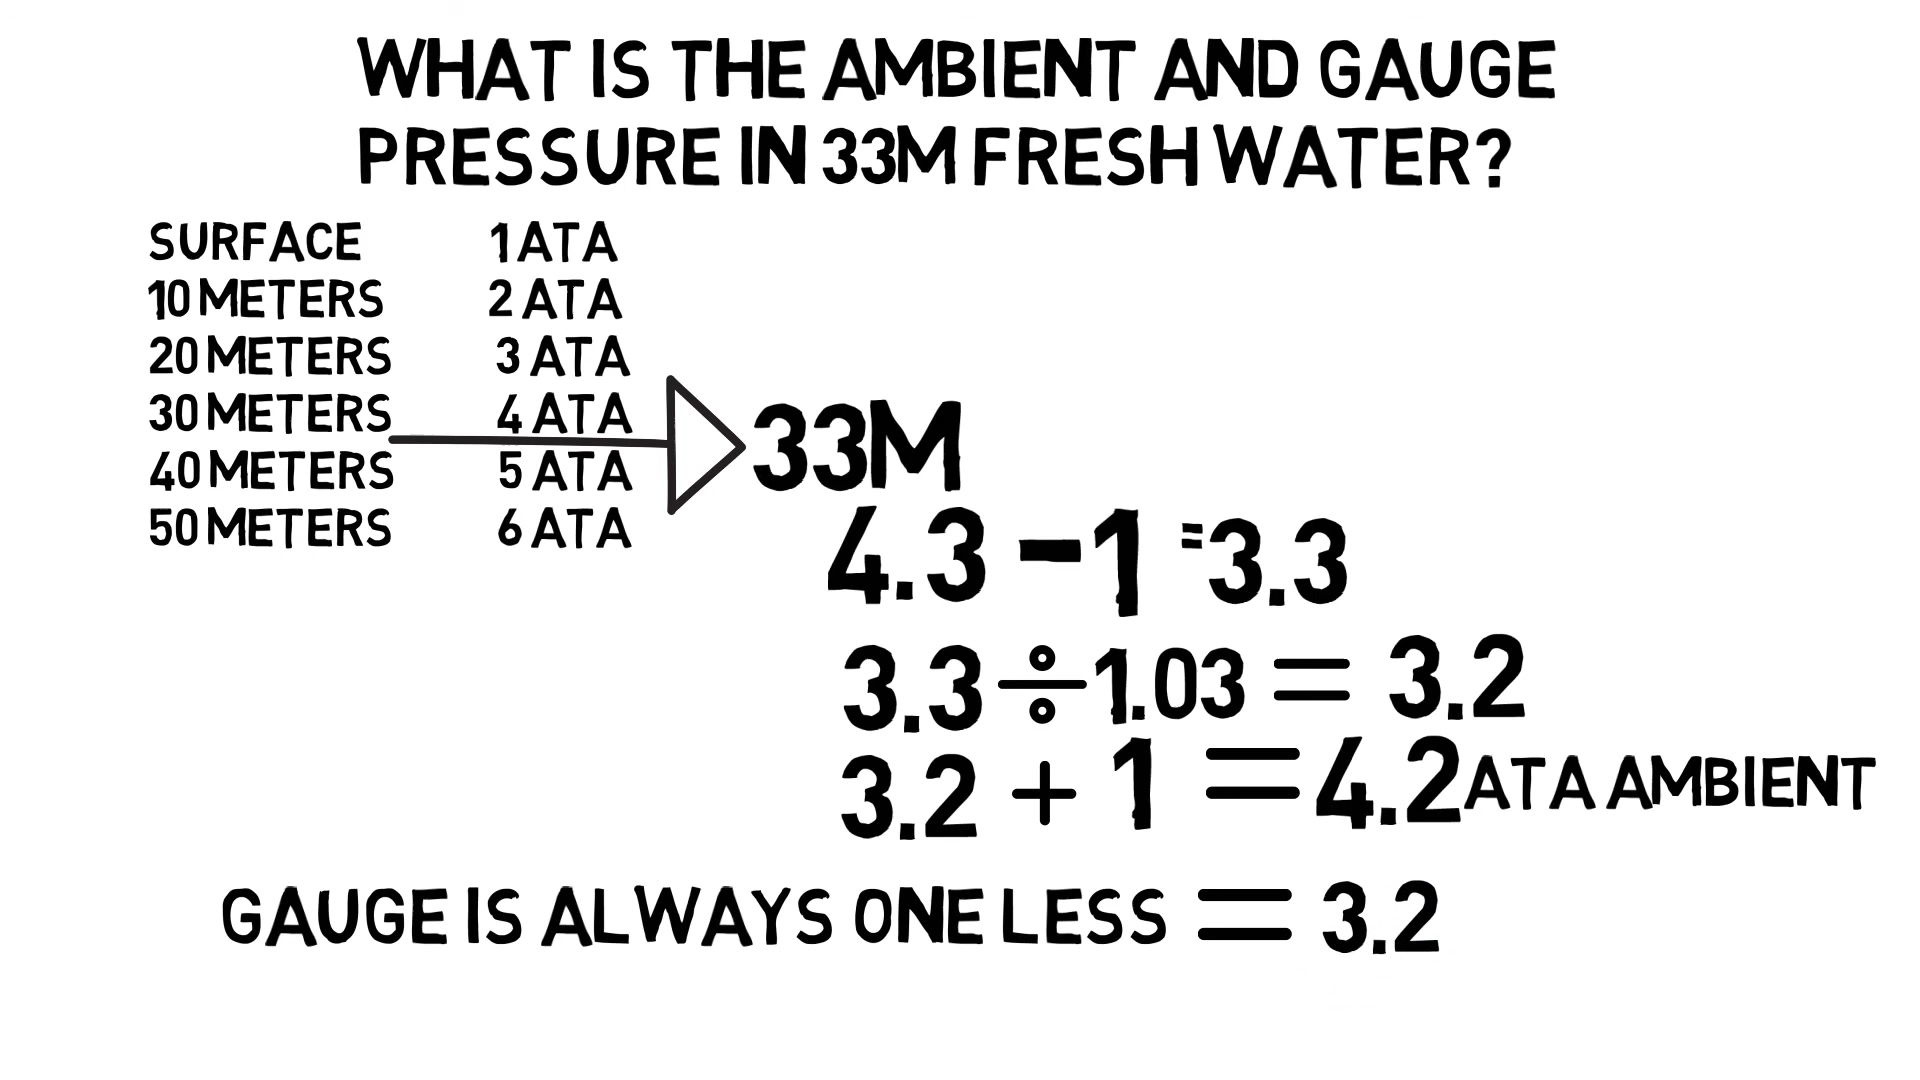 WHAT IS THE AMBIENT AND GAUGE
PRESSURE IN 33M FRESH WATER?
SURFACE 1 ATA
10 METERS 2 ATA
20 METERS 3 ATA
30 METERS 4 ATA
40 METERS 5 ATA
50 METERS 6 ATA
33M
4.3 - 1 = 3.3
3.3 ÷ 1.03 = 3.2
3.2 + 1 = 4.2 ATA AMBIENT
GAUGE IS ALWAYS ONE LESS = 3.2